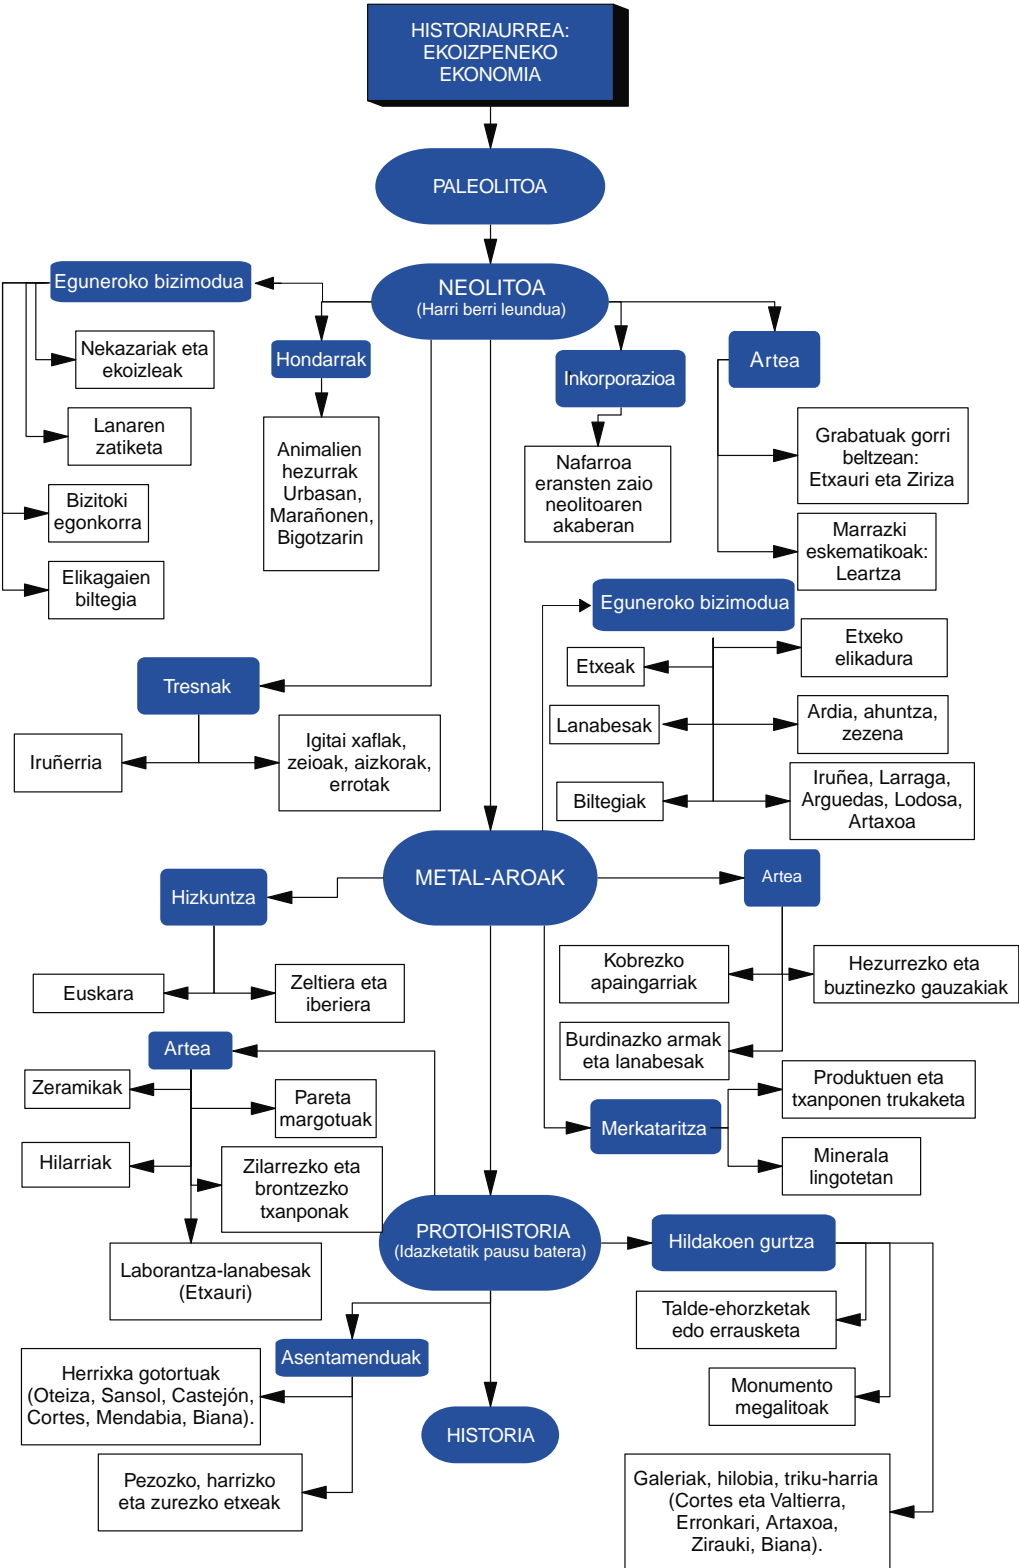 HISTORIAURREA:
EKOIZPENEKO
EKONOMIA
PALEOLITOA
NEOLITOA
(Harri berri leundua)
Eguneroko bizimodua
Nekazariak eta
ekoizleak
Lanaren
zatiketa
Bizitoki
egonkorra
Elikagaien
biltegia
Hondarrak
Animalien
hezurrak
Urbasan,
Marañonen,
Bigotzarin
Inkorporazioa
Nafarroa
eransten zaio
neolitoaren
akaberan
Artea
Grabatuak gorri
beltzean:
Etxauri eta Ziriza
Marrazki
eskematikoak:
Leartza
Tresnak
Iruñerria
Igitai xaflak,
zeioak, aizkorak,
errotak
Eguneroko bizimodua
Etxeak
Etxeko
elikadura
Lanabesak
Ardia, ahuntza,
zezena
Biltegiak
Iruñea, Larraga,
Arguedas, Lodosa,
Artaxoa
METAL-AROAK
Hizkuntza
Euskara
Zeltiera eta
iberiera
Artea
Kobrezko
apaingarriak
Hezurrezko eta
buztinezko gauzakiak
Burdinazko armak
eta lanabesak
Merkataritza
Produktuen eta
txanponen trukaketa
Minerala
lingotetan
Artea
Zeramikak
Pareta
margotuak
Hilarriak
Zilarrezko eta
brontzezko
txanponak
Laborantza-lanabesak
(Etxauri)
PROTOHISTORIA
(Idazketatik pausu batera)
Hildakoen gurtza
Talde-ehorzketak
edo errausketa
Monumento
megalitoak
Galeriak, hilobia, triku-harria
(Cortes eta Valtierra,
Erronkari, Artaxoa,
Zirauki, Biana).
Asentamenduak
Herrixka gotortuak
(Oteiza, Sansol, Castejón,
Cortes, Mendabia, Biana).
Pezozko, harrizko
eta zurezko etxeak
HISTORIA